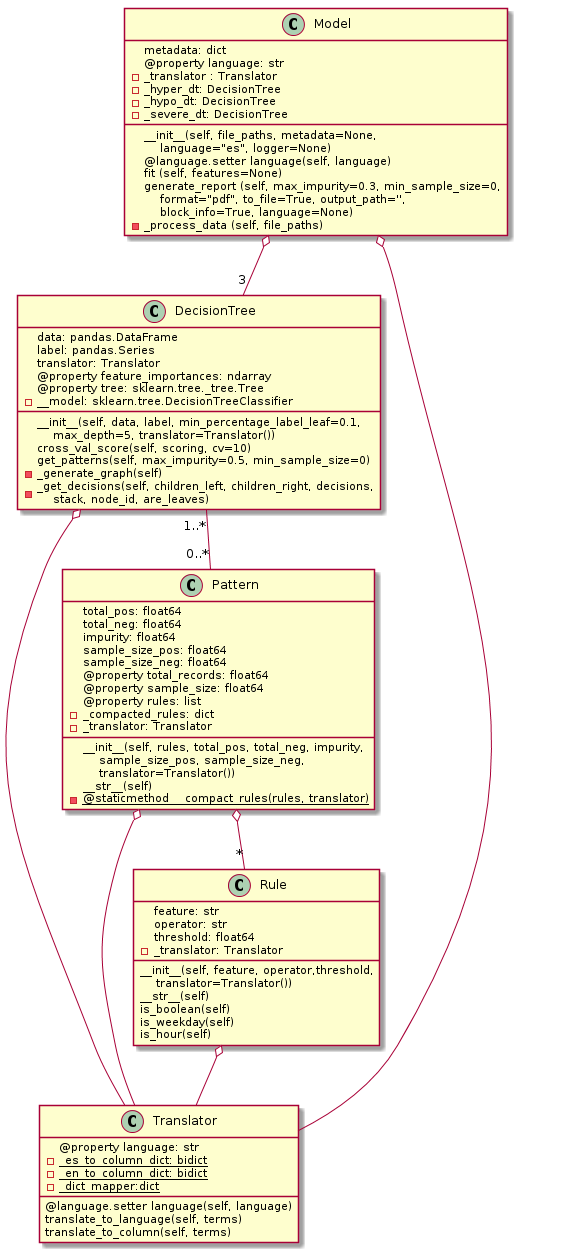 C Model
metadata: dict
@property language: str
_translator : Translator
_hyper_dt: DecisionTree
_hypo_dt: DecisionTree
_severe_dt: DecisionTree
__init__(self, file_paths, metadata=None,
language="es", logger=None)
@language.setter language(self, language)
fit (self, features=None)
generate_report (self, max_impurity=0.3, min_sample_size=0,
format="pdf", to_file=True, output_path='',
block_info=True, language=None)
_process_data (self, file_paths)
3
C DecisionTree
data: pandas.DataFrame
label: pandas.Series
translator: Translator
@property feature_importances: ndarray
@property tree: sklearn.tree._tree.Tree
__model: sklearn.tree.DecisionTreeClassifier
__init__(self, data, label, min_percentage_label_leaf=0.1,
max_depth=5, translator=Translator())
cross_val_score(self, scoring, cv=10)
get_patterns(self, max_impurity=0.5, min_sample_size=0)
_generate_graph(self)
_get_decisions(self, children_left, children_right, decisions,
stack, node_id, are_leaves)
1..*
0..*
C Pattern
total_pos: float64
total_neg: float64
impurity: float64
sample_size_pos: float64
sample_size_neg: float64
@property total_records: float64
@property sample_size: float64
@property rules: list
_compacted_rules: dict
_translator: Translator
__init__(self, rules, total_pos, total_neg, impurity,
sample_size_pos, sample_size_neg,
translator=Translator())
__str__(self)
@staticmethod __compact_rules(rules, translator)
*
C Rule
feature: str
operator: str
threshold: float64
_translator: Translator
__init__(self, feature, operator,threshold,
translator=Translator())
__str__(self)
is_boolean(self)
is_weekday(self)
is_hour(self)
C Translator
@property language: str
_es_to_column_dict: bidict
_en_to_column_dict: bidict
_dict_mapper:dict
@language.setter language(self, language)
translate_to_language(self, terms)
translate_to_column(self, terms)